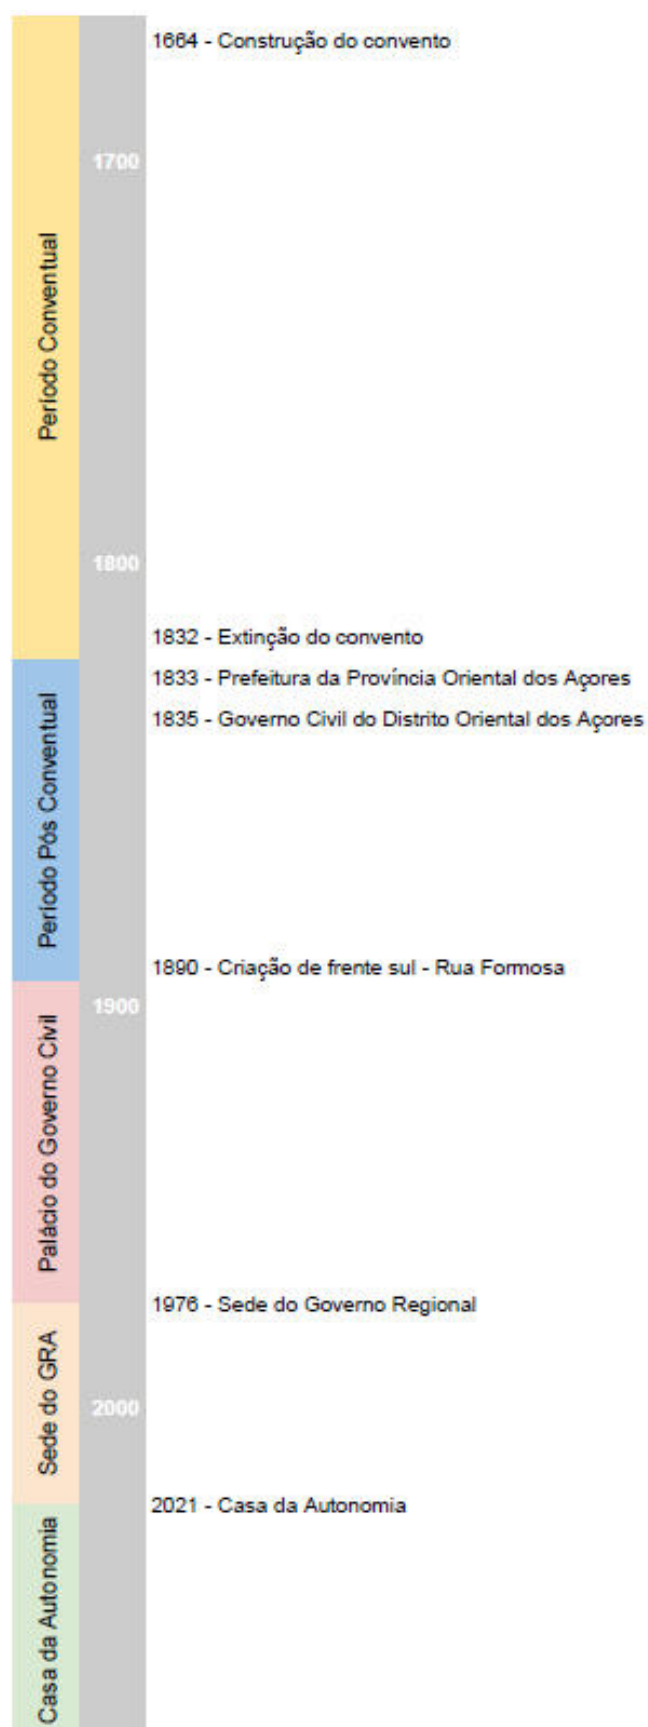 1664 - Construção do convento
1700
Período Conventual
1800
1832 - Extinção do convento
1833 - Prefeitura da Província Oriental dos Açores
1835 - Governo Civil do Distrito Oriental dos Açores
Período Pós Conventual
1890 - Criação de frente sul - Rua Formosa
1900
Palácio do Governo Civil
1976 - Sede do Governo Regional
Sede do GRA
2000
2021 - Casa da Autonomia
Casa da Autonomia